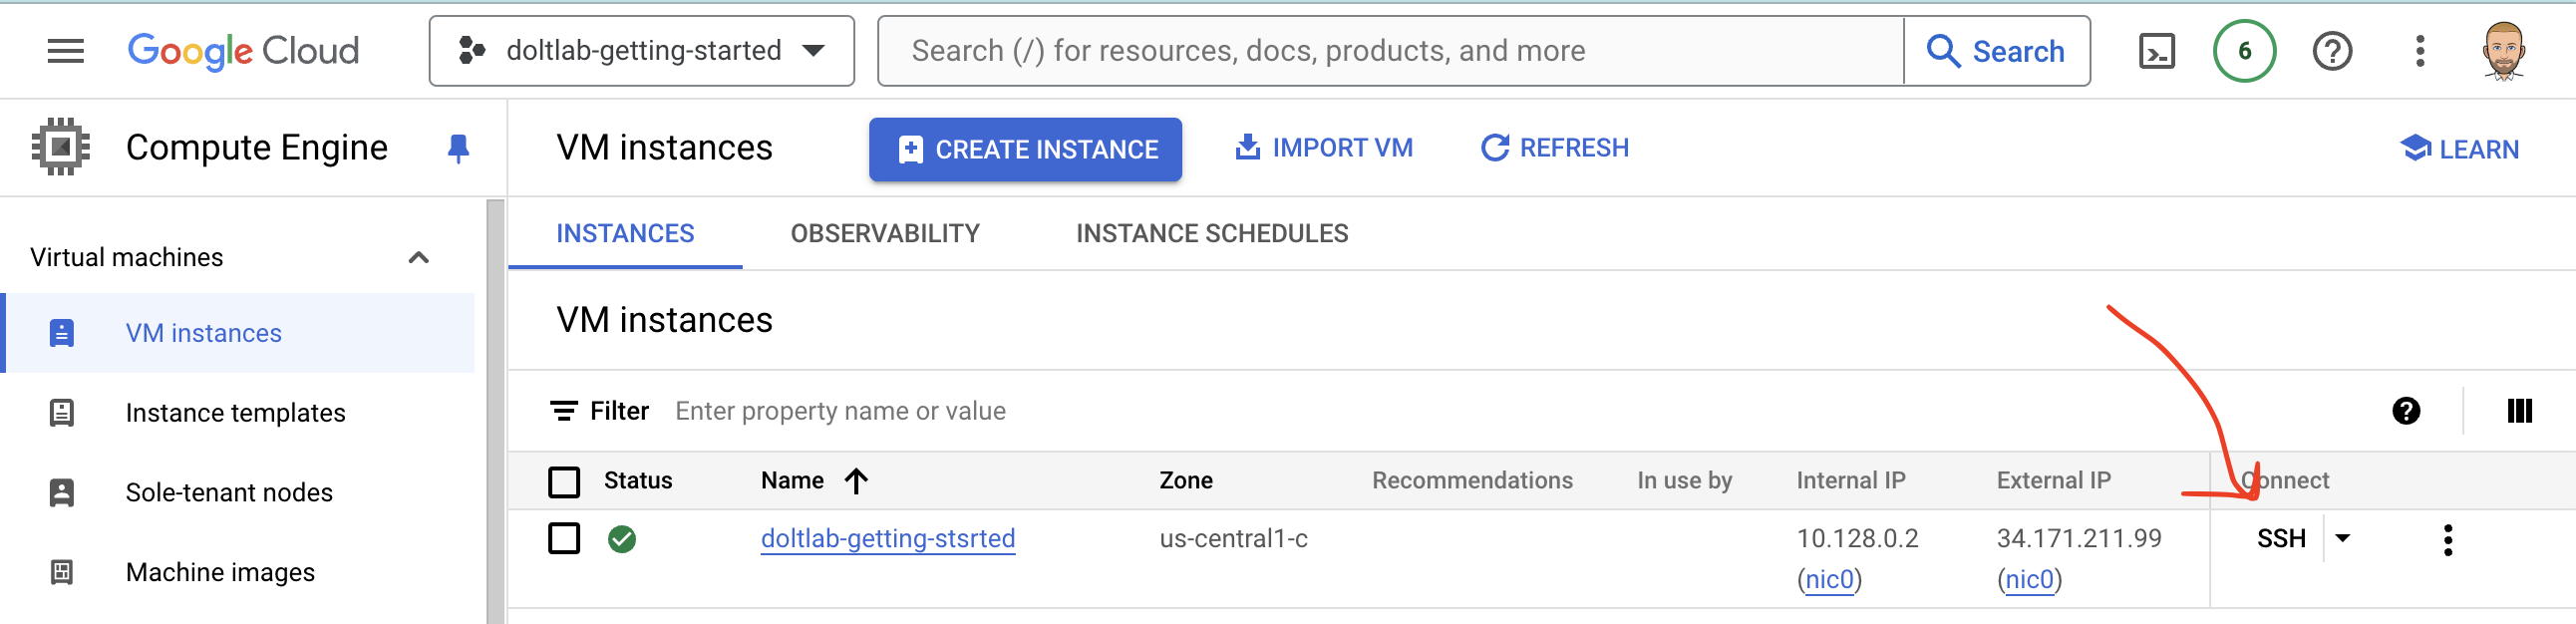 Google Cloud
doltlab-getting-started
Search (/) for resources, docs, products, and more
Search
6
Compute Engine
VM instances
CREATE INSTANCE
IMPORT VM
REFRESH
LEARN
Virtual machines
VM instances
Instance templates
Sole-tenant nodes
Machine images
INSTANCES
OBSERVABILITY
INSTANCE SCHEDULES
VM instances
Filter Enter property name or value
Status Name Zone Recommendations In use by Internal IP External IP Connect
doltlab-getting-stsrted us-central1-c 10.128.0.2 34.171.211.99 SSH
(nic0) (nic0)